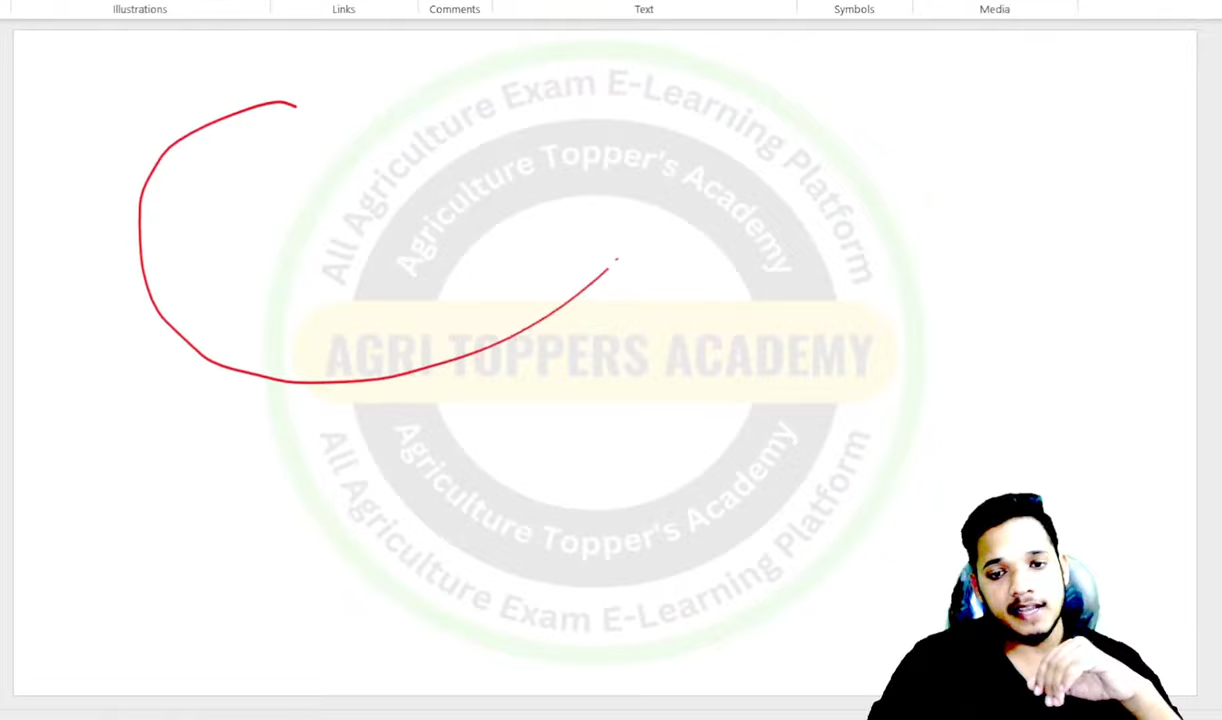 Illustrations Links Comments Text Symbols Media
All Agriculture Exam E-Learning Platform
Agriculture Topper's Academy
AGRI TOPPERS ACADEMY
Agriculture Topper's Academy
All Agriculture Exam E-Learning Platform